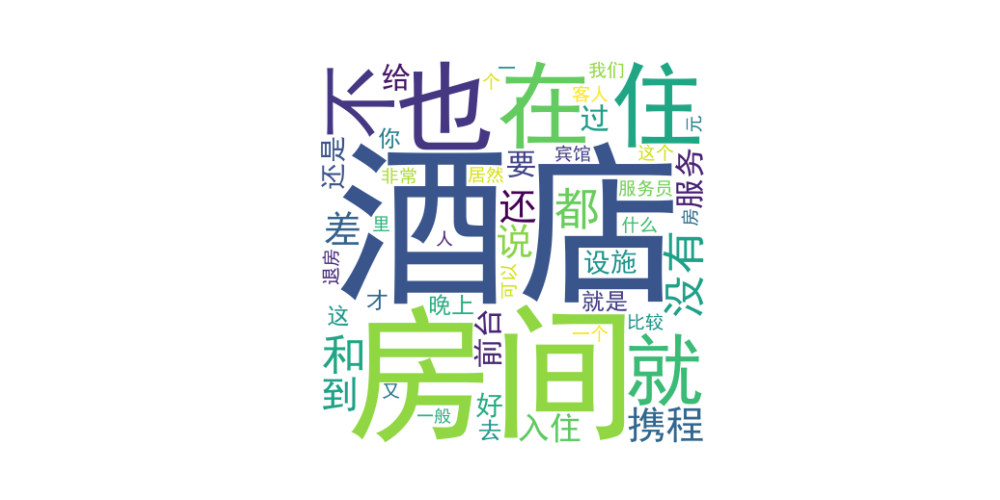 不
也
在
住
给
个
一
我们
客人
过
元
还是
你
非常
居然
要
宾馆
这个
服务
酒店
差
里
人
还
说
都
服务员
什么
房
设施
没有
退房
可以
才
晚上
就是
这
比较
前台
一个
房间
就
和
到
又
一般
好
去
入住
携程